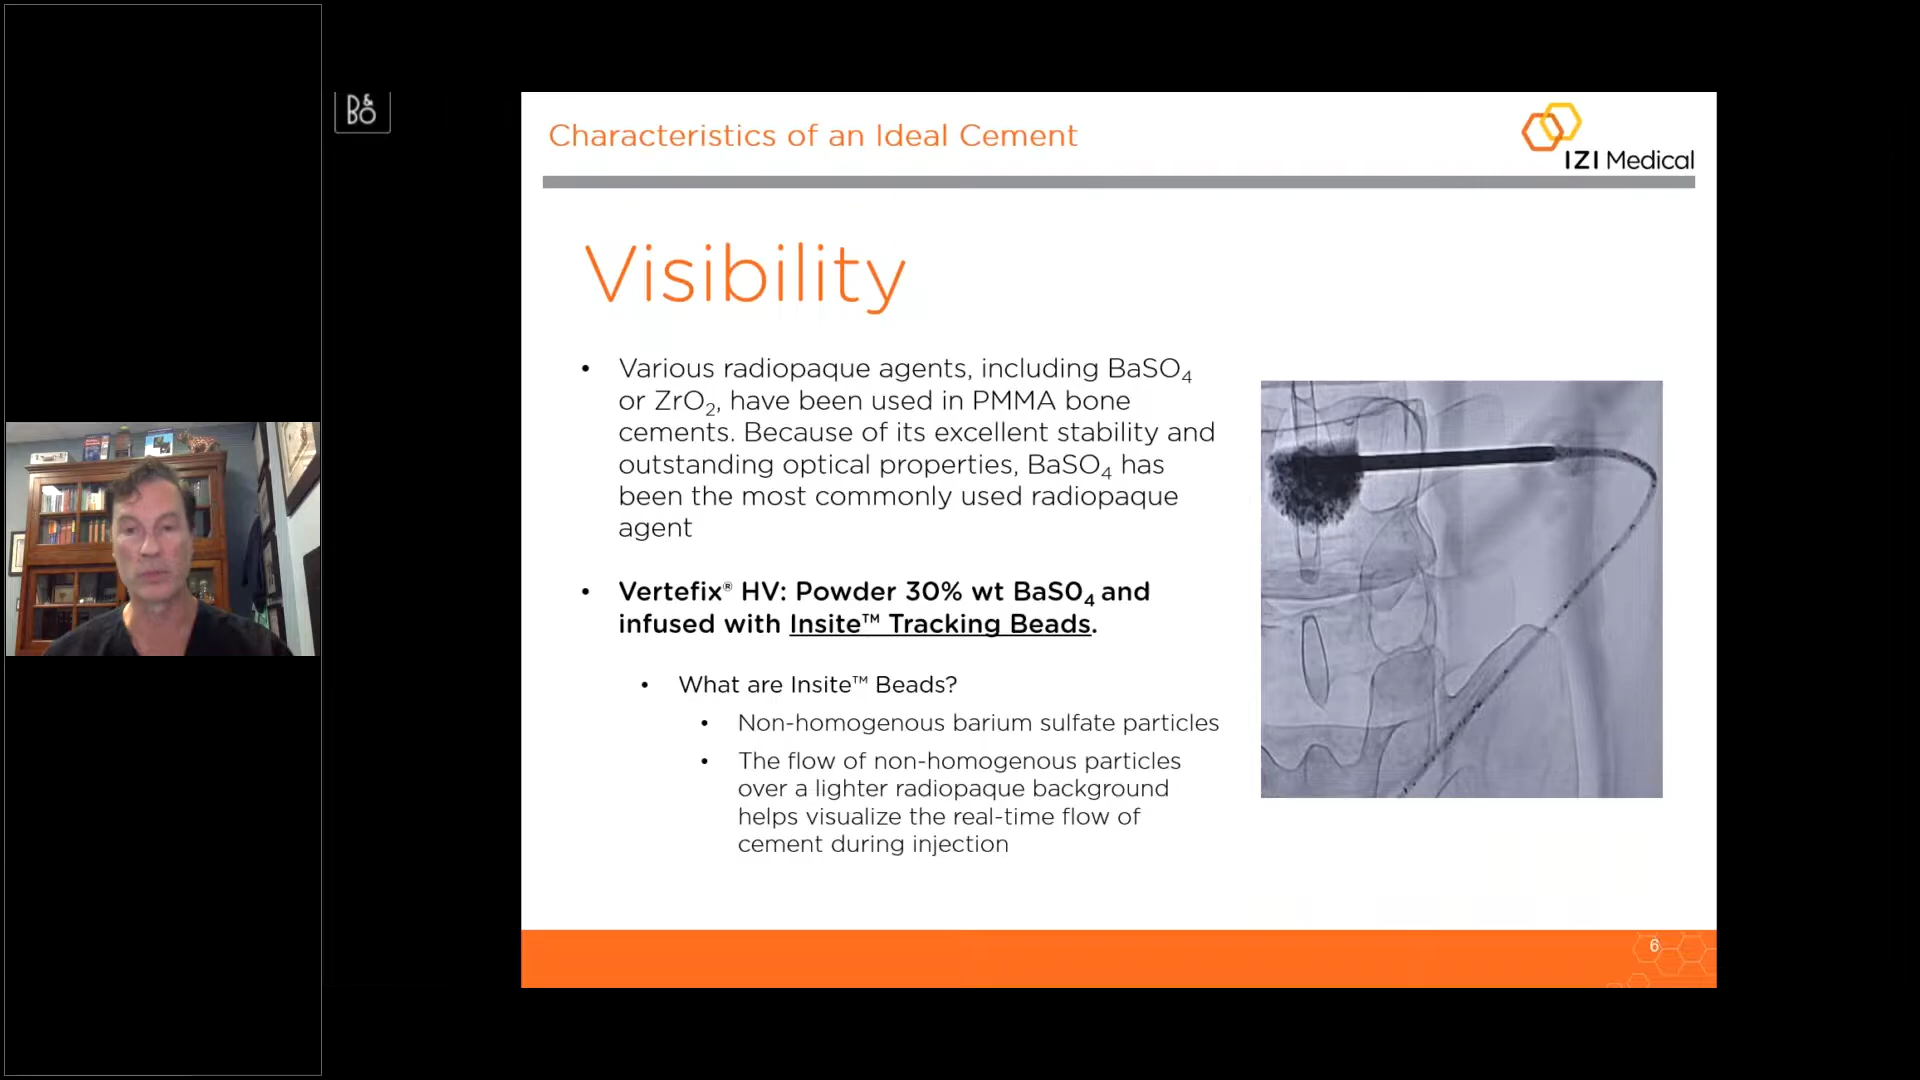 B&O
Characteristics of an Ideal Cement
IZI Medical
Visibility
• Various radiopaque agents, including BaSO₄
or ZrO₂, have been used in PMMA bone
cements. Because of its excellent stability and
outstanding optical properties, BaSO₄ has
been the most commonly used radiopaque
agent
• Vertefix® HV: Powder 30% wt BaS0₄ and
infused with Insite™ Tracking Beads.
• What are Insite™ Beads?
• Non-homogenous barium sulfate particles
• The flow of non-homogenous particles
over a lighter radiopaque background
helps visualize the real-time flow of
cement during injection
6